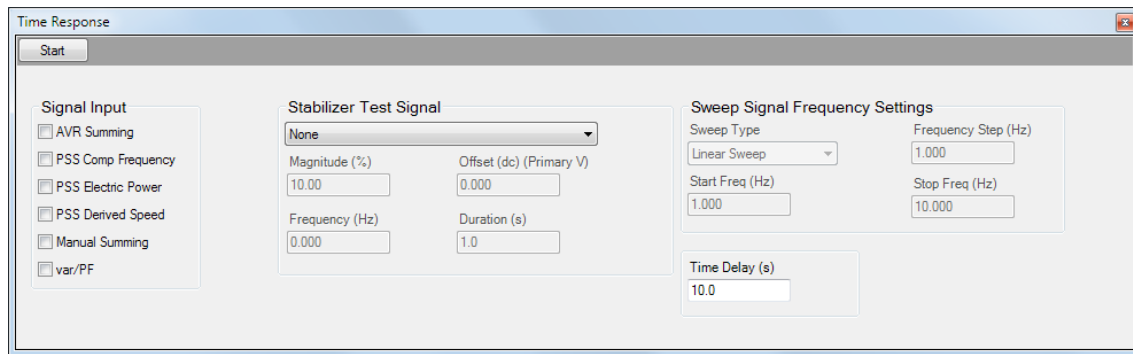 Time Response
Start
Signal Input
AVR Summing
PSS Comp Frequency
PSS Electric Power
PSS Derived Speed
Manual Summing
var/PF
Stabilizer Test Signal
None
Magnitude (%) Offset (dc) (Primary V)
10.00 0.000
Frequency (Hz) Duration (s)
0.000 1.0
Sweep Signal Frequency Settings
Sweep Type Frequency Step (Hz)
Linear Sweep 1.000
Start Freq (Hz) Stop Freq (Hz)
1.000 10.000
Time Delay (s)
10.0